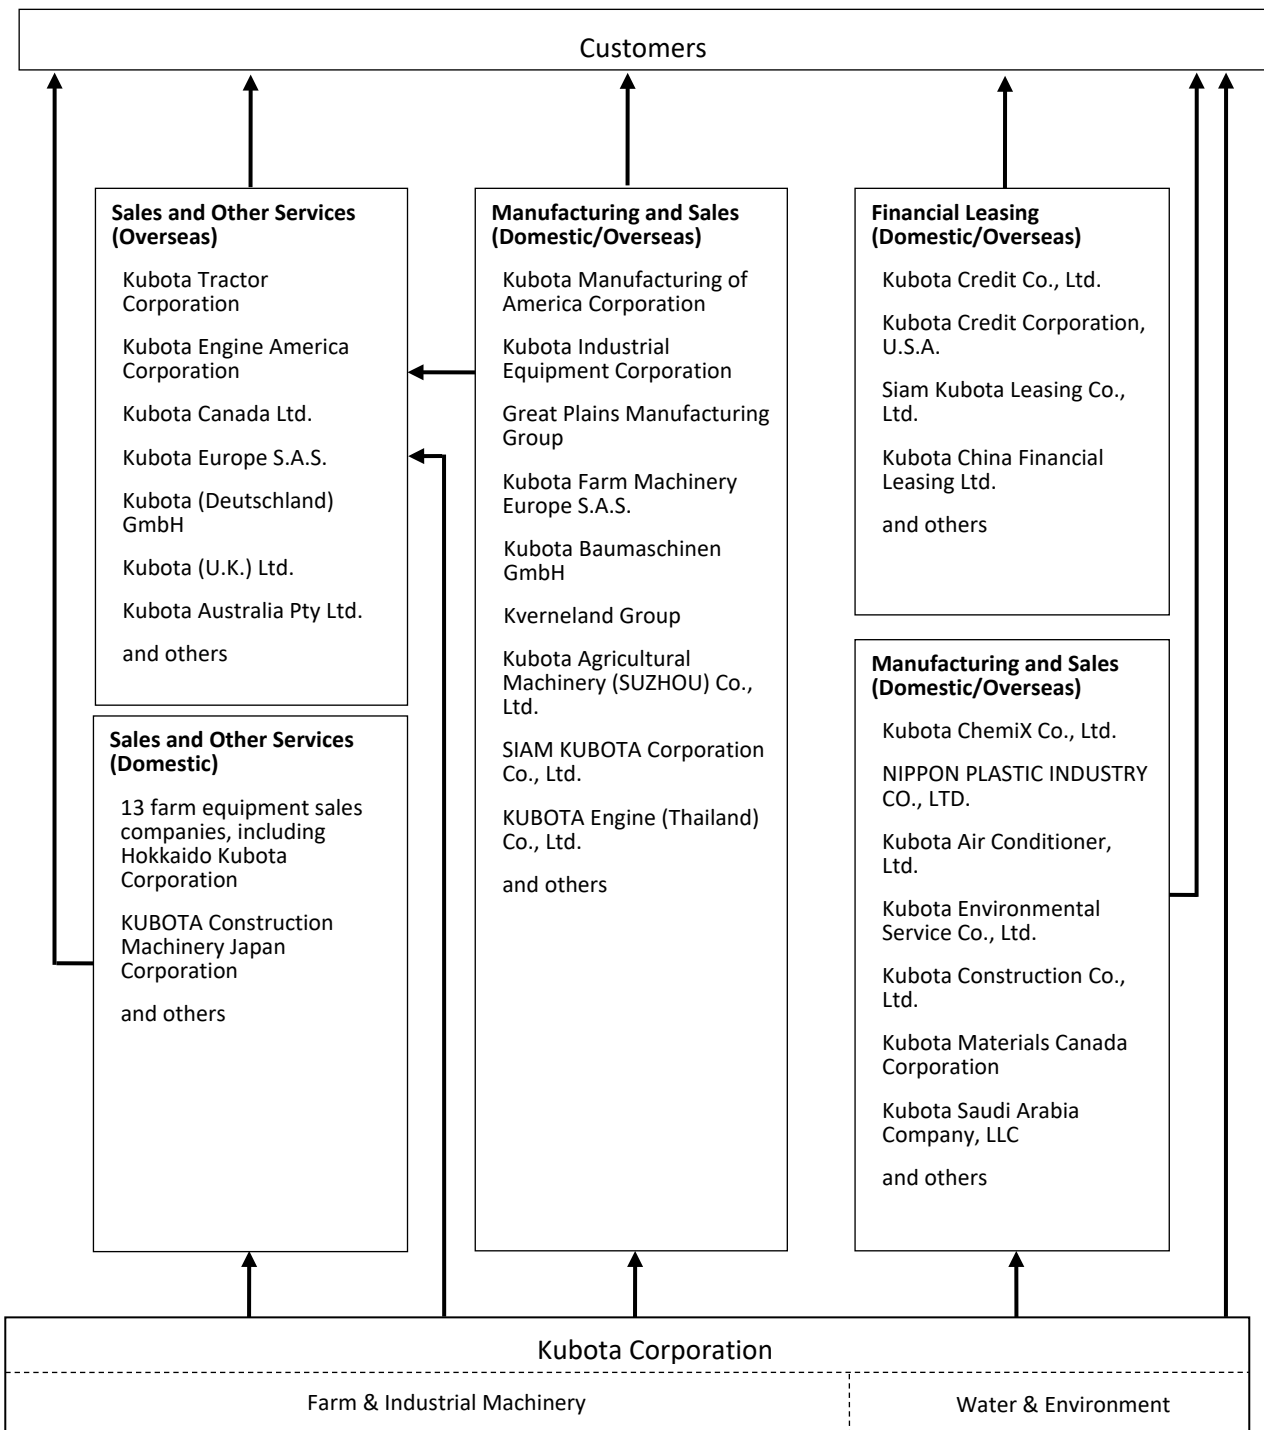 Customers
Sales and Other Services
(Overseas)
Kubota Tractor
Corporation
Kubota Engine America
Corporation
Kubota Canada Ltd.
Kubota Europe S.A.S.
Kubota (Deutschland)
GmbH
Kubota (U.K.) Ltd.
Kubota Australia Pty Ltd.
and others
Sales and Other Services
(Domestic)
13 farm equipment sales
companies, including
Hokkaido Kubota
Corporation
KUBOTA Construction
Machinery Japan
Corporation
and others
Manufacturing and Sales
(Domestic/Overseas)
Kubota Manufacturing of
America Corporation
Kubota Industrial
Equipment Corporation
Great Plains Manufacturing
Group
Kubota Farm Machinery
Europe S.A.S.
Kubota Baumaschinen
GmbH
Kverneland Group
Kubota Agricultural
Machinery (SUZHOU) Co.,
Ltd.
SIAM KUBOTA Corporation
Co., Ltd.
KUBOTA Engine (Thailand)
Co., Ltd.
and others
Financial Leasing
(Domestic/Overseas)
Kubota Credit Co., Ltd.
Kubota Credit Corporation,
U.S.A.
Siam Kubota Leasing Co.,
Ltd.
Kubota China Financial
Leasing Ltd.
and others
Manufacturing and Sales
(Domestic/Overseas)
Kubota ChemiX Co., Ltd.
NIPPON PLASTIC INDUSTRY
CO., LTD.
Kubota Air Conditioner,
Ltd.
Kubota Environmental
Service Co., Ltd.
Kubota Construction Co.,
Ltd.
Kubota Materials Canada
Corporation
Kubota Saudi Arabia
Company, LLC
and others
Kubota Corporation
Farm & Industrial Machinery
Water & Environment